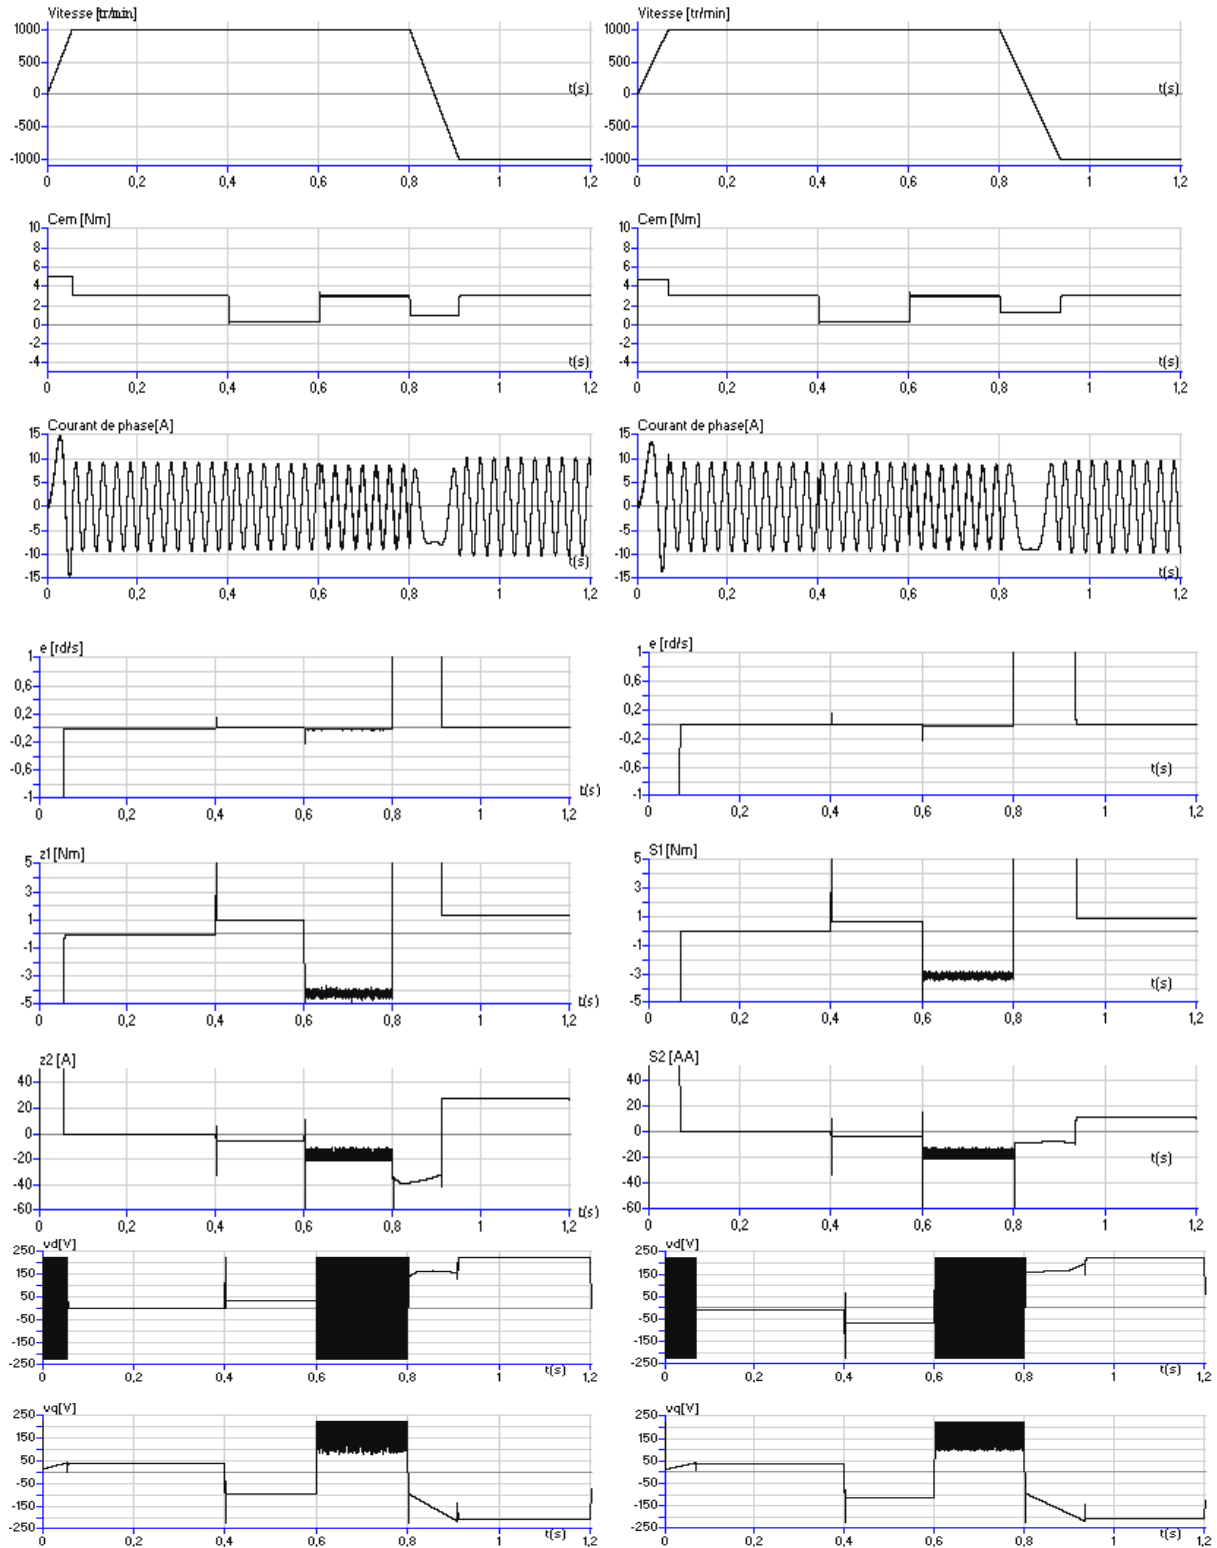 Vitesse [tr/min] Vitesse [tr/min]
1000 1000
500 500
0 t(s) 0 t(s)
-500 -500
-1000 -1000
0 0,2 0,4 0,6 0,8 1 1,2 0 0,2 0,4 0,6 0,8 1 1,2
Cem [Nm] Cem [Nm]
10 10
8 8
6 6
4 4
2 2
0 0
-2 -2
-4 t(s) -4 t(s)
0 0,2 0,4 0,6 0,8 1 1,2 0 0,2 0,4 0,6 0,8 1 1,2
Courant de phase[A] Courant de phase[A]
15 15
10 10
5 5
0 0
-5 -5
-10 t(s) -10 t(s)
-15 -15
0 0,2 0,4 0,6 0,8 1 1,2 0 0,2 0,4 0,6 0,8 1 1,2
e [rd/s] e [rd/s]
1 1
0,6 0,6
0,2 0,2
-0,2 -0,2
-0,6 -0,6 t(s)
-1 t(s) -1
0 0,2 0,4 0,6 0,8 1 1,2 0 0,2 0,4 0,6 0,8 1 1,2
z1 [Nm] S1[Nm]
5 5
3 3
1 1
-1 -1
-3 -3 t(s)
-5 t(s) -5
0 0,2 0,4 0,6 0,8 1 1,2 0 0,2 0,4 0,6 0,8 1 1,2
z2 [A] S2 [AA]
40 40
20 20
0 0
-20 -20 t(s)
-40 -40
-60 t(s) -60
0 0,2 0,4 0,6 0,8 1 1,2 0 0,2 0,4 0,6 0,8 1 1,2
vd[V] vd[V]
250 250
150 150
50 50
-50 -50
-150 -150
-250 t(s) -250 t(s)
0 0,2 0,4 0,6 0,8 1 1,2 0 0,2 0,4 0,6 0,8 1 1,2
vq[V] vq[V]
250 250
150 150
50 50
-50 -50
-150 -150
-250 t(s) -250 t(s)
0 0,2 0,4 0,6 0,8 1 1,2 0 0,2 0,4 0,6 0,8 1 1,2